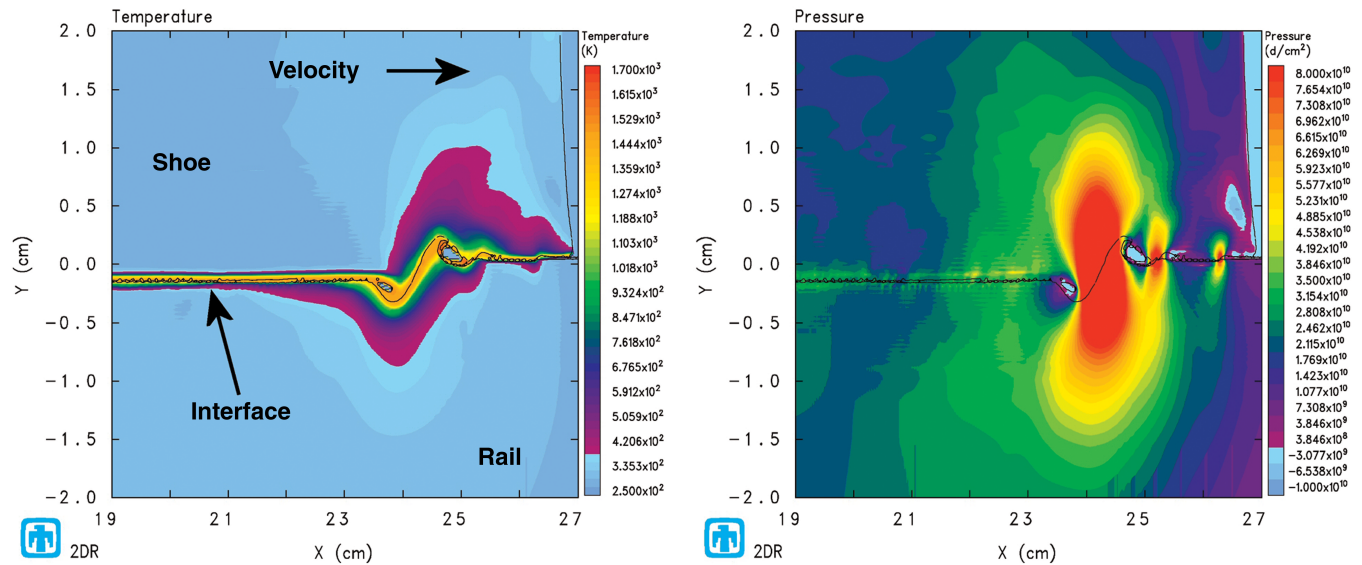 Temperature
Temperature
(K)
2.0
1.5
1.0
0.5
0.0
-0.5
-1.0
-1.5
-2.0
Y (cm)
Velocity
Shoe
Interface
Rail
1.700x10³
1.615x10³
1.529x10³
1.444x10³
1.359x10³
1.274x10³
1.188x10³
1.103x10³
1.018x10³
9.324x10²
8.471x10²
7.618x10²
6.765x10²
5.912x10²
5.059x10²
4.206x10²
3.353x10²
2.500x10²
19
21
23
25
27
X (cm)
2DR
Pressure
Pressure
(d/cm²)
2.0
1.5
1.0
0.5
0.0
-0.5
-1.0
-1.5
-2.0
Y (cm)
8.000x10¹⁰
7.654x10¹⁰
7.308x10¹⁰
6.962x10¹⁰
6.615x10¹⁰
6.269x10¹⁰
5.923x10¹⁰
5.577x10¹⁰
5.231x10¹⁰
4.885x10¹⁰
4.538x10¹⁰
4.192x10¹⁰
3.846x10¹⁰
3.500x10¹⁰
3.154x10¹⁰
2.808x10¹⁰
2.462x10¹⁰
2.115x10¹⁰
1.769x10¹⁰
1.423x10¹⁰
1.077x10¹⁰
7.308x10⁹
3.846x10⁸
-3.077x10⁹
-6.538x10⁹
-1.000x10¹⁰
19
21
23
25
27
X (cm)
2DR